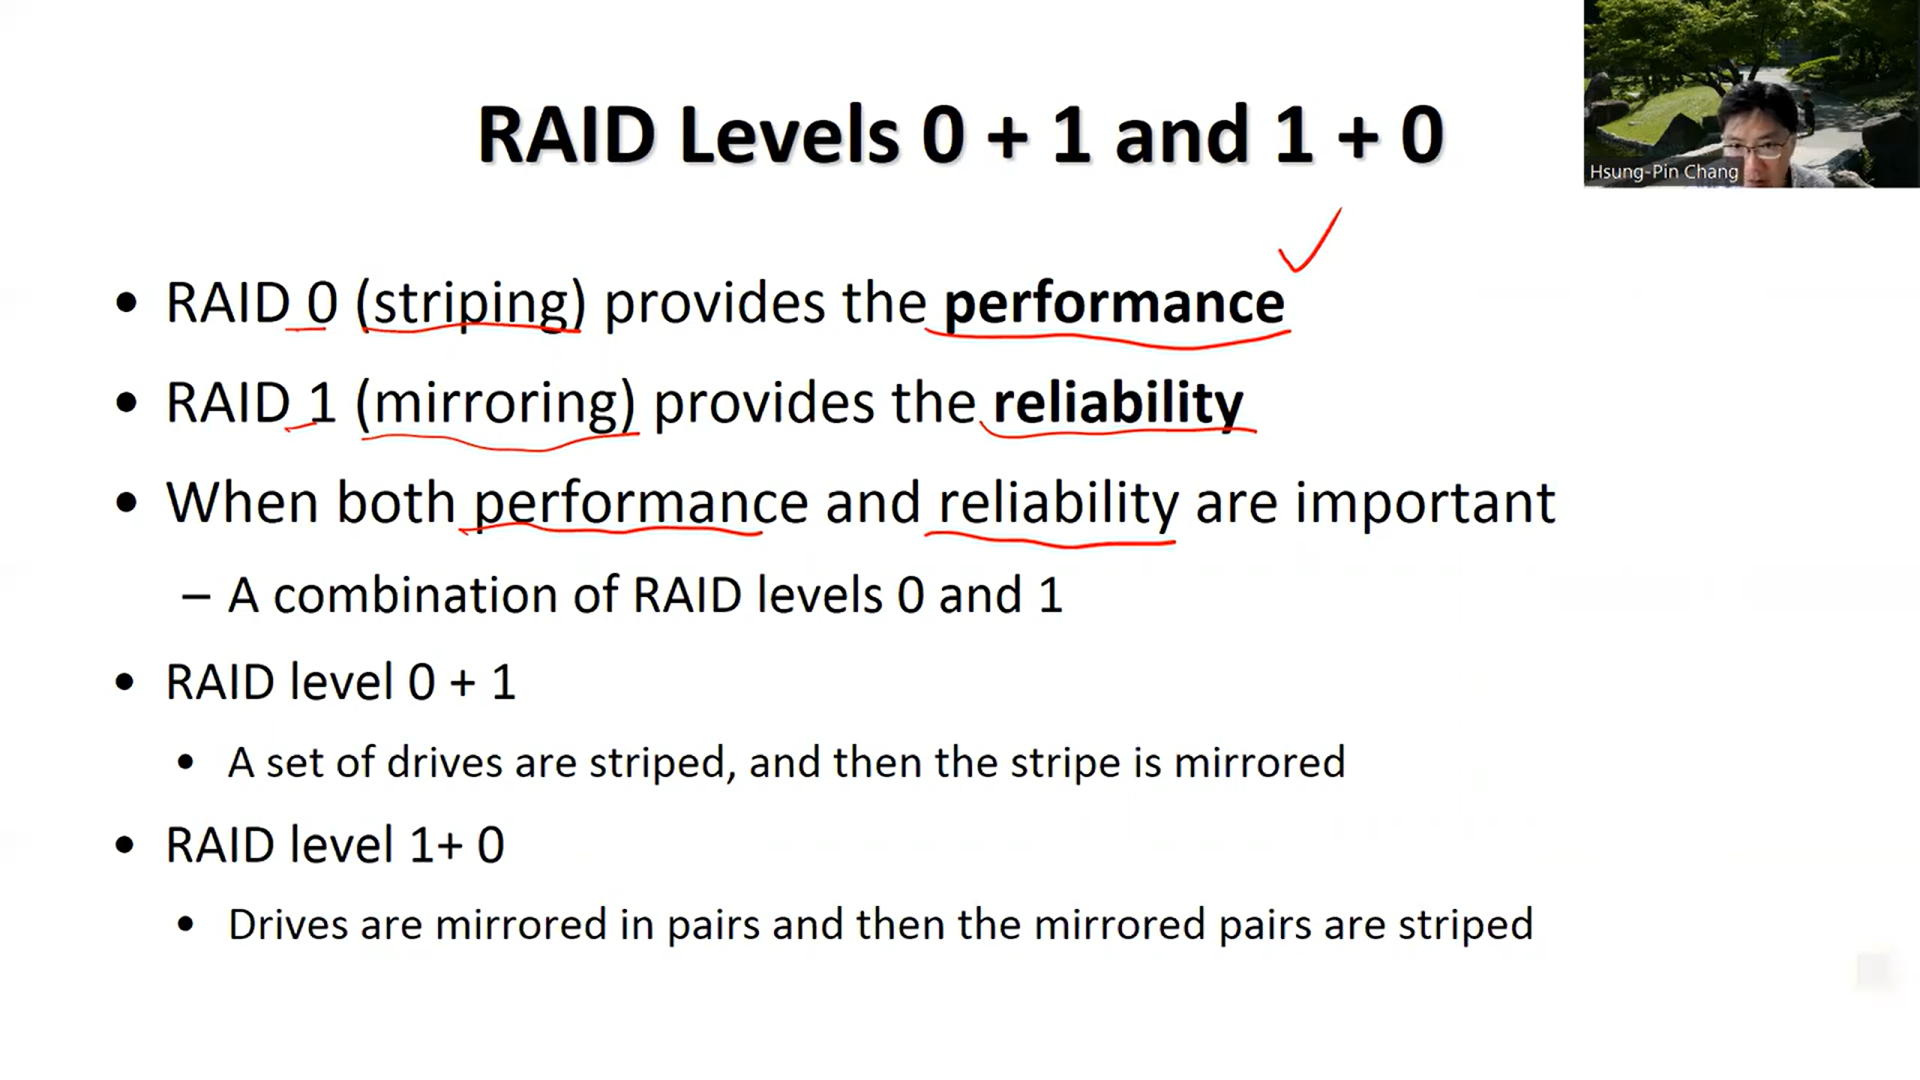 RAID Levels 0 + 1 and 1 + 0
Hsung-Pin Chang
• RAID 0 (striping) provides the performance
• RAID 1 (mirroring) provides the reliability
• When both performance and reliability are important
– A combination of RAID levels 0 and 1
• RAID level 0 + 1
• A set of drives are striped, and then the stripe is mirrored
• RAID level 1+ 0
• Drives are mirrored in pairs and then the mirrored pairs are striped